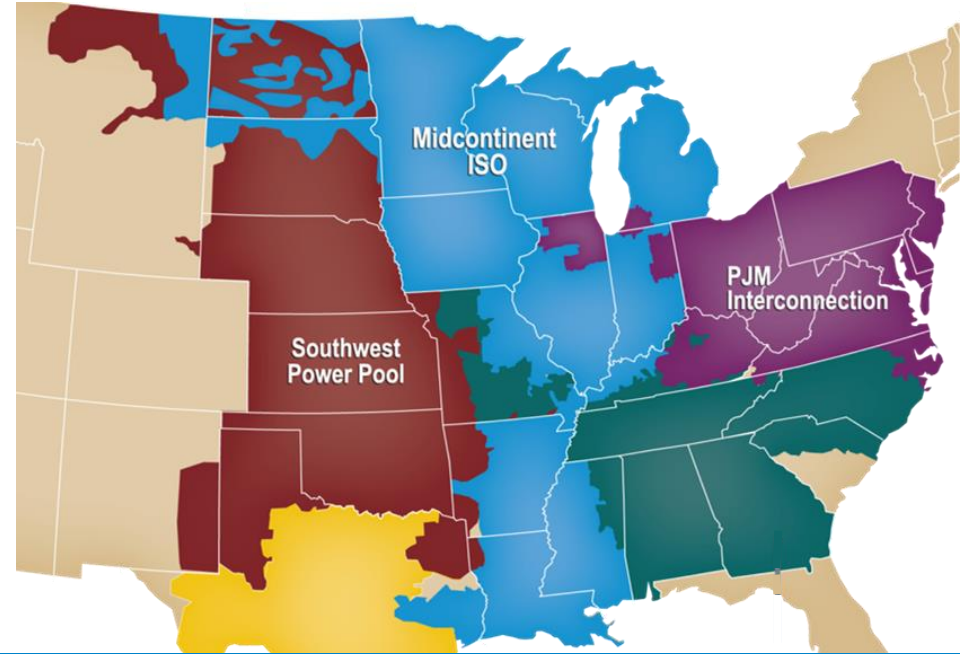 Midcontinent
ISO
PJM
Interconnection
Southwest
Power Pool